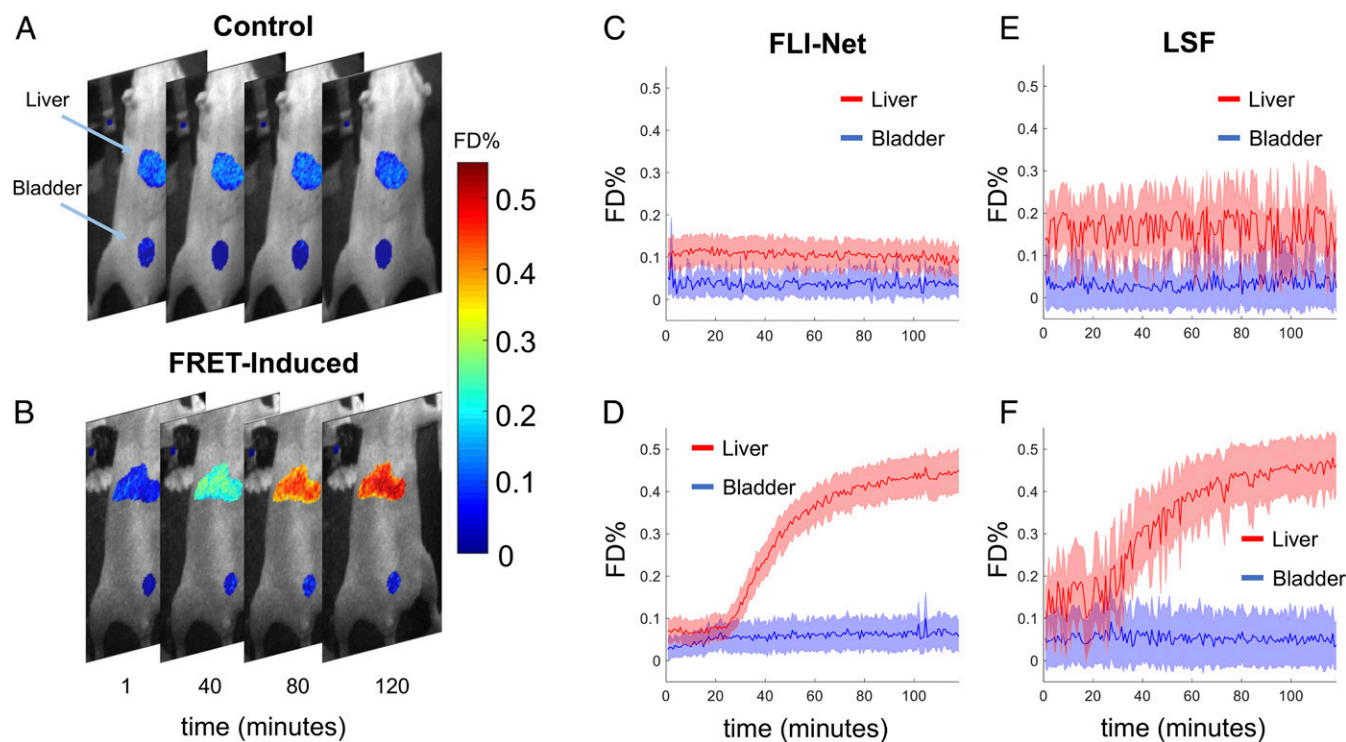 A
Control
Liver
Bladder
FD%
0.5
0.4
0.3
0.2
0.1
0
B
FRET-Induced
1 40 80 120
time (minutes)
C
FLI-Net
Liver
Bladder
FD%
0.5
0.4
0.3
0.2
0.1
0
0 20 40 60 80 100
D
Liver
Bladder
FD%
0.5
0.4
0.3
0.2
0.1
0
0 20 40 60 80 100
time (minutes)
E
LSF
Liver
Bladder
FD%
0.5
0.4
0.3
0.2
0.1
0
0 20 40 60 80 100
F
Liver
Bladder
FD%
0.5
0.4
0.3
0.2
0.1
0
0 20 40 60 80 100
time (minutes)